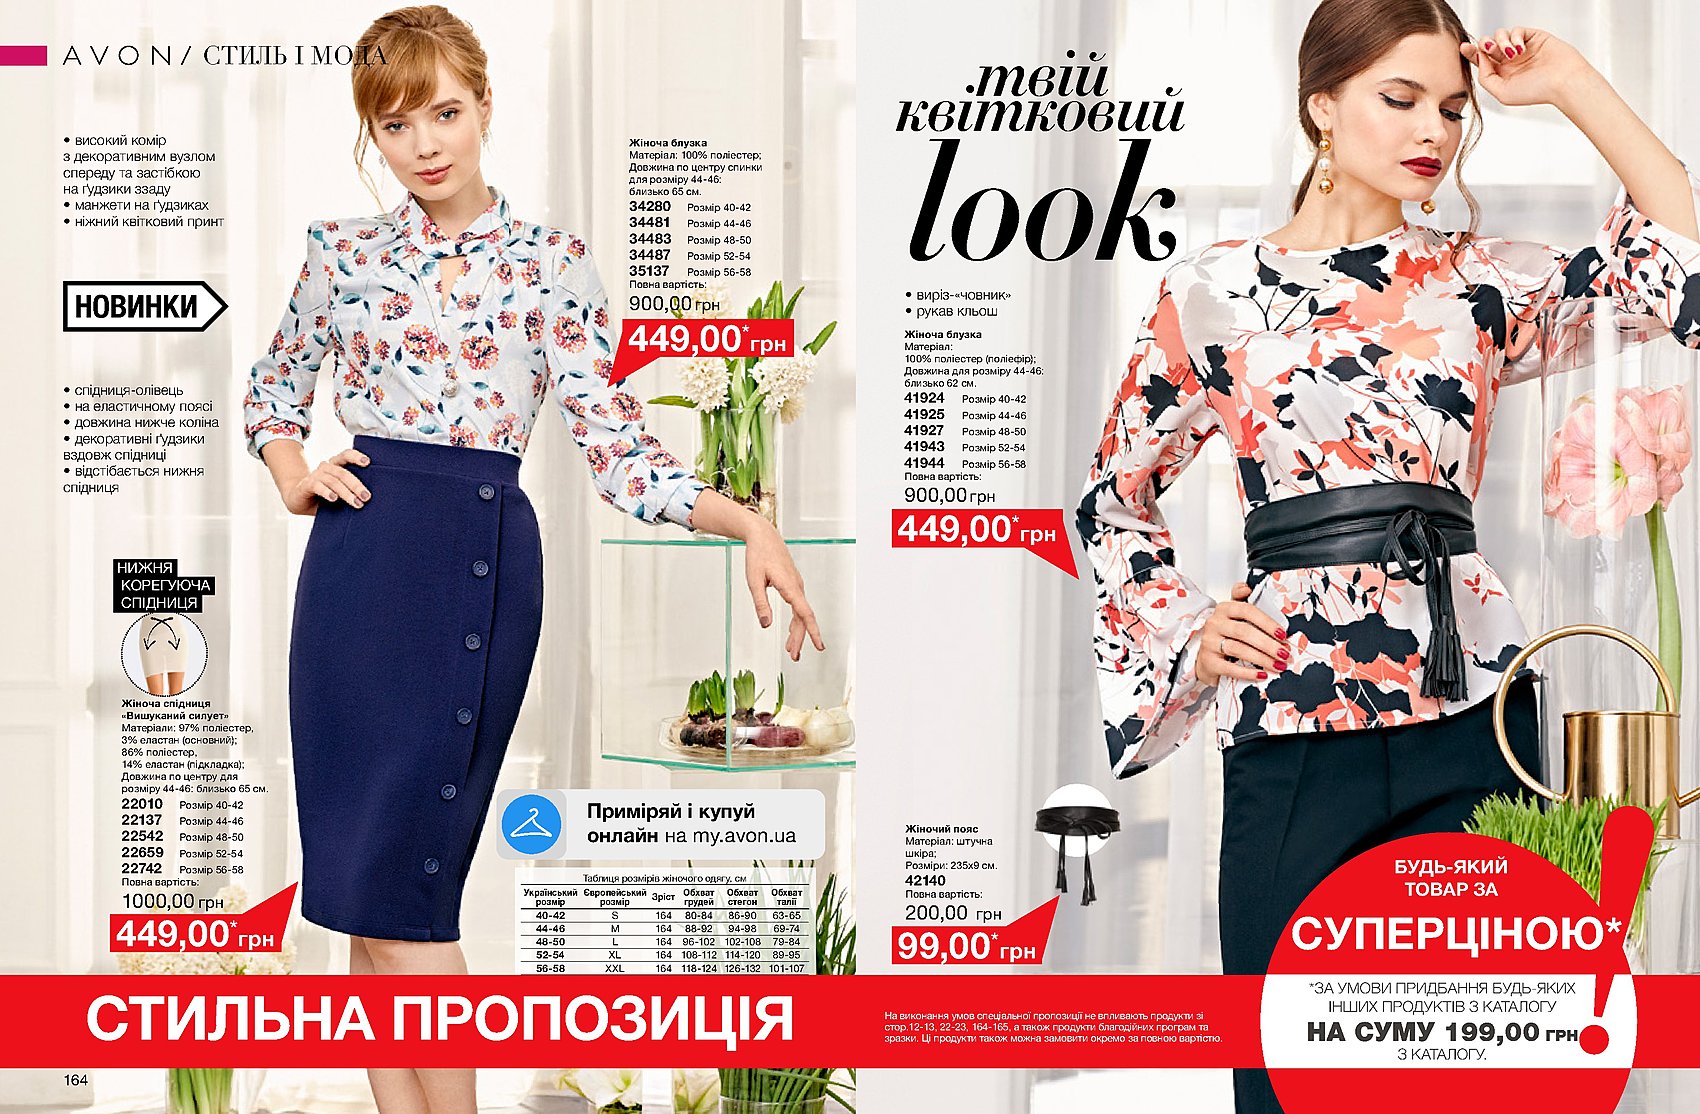 AVON / СТИЛЬ І МОДА
• високий комір
з декоративним вузлом
спереду та застібкою
на ґудзики ззаду
• манжети на ґудзиках
• ніжний квітковий принт
НОВИНКИ
• спідниця-олівець
• на еластичному поясі
• довжина нижче коліна
• декоративні ґудзики
вздовж спідниці
• відстібається нижня
спідниця
НИЖНЯ
КОРЕГУЮЧА
СПІДНИЦЯ
Жіноча спідниця
«Вишуканий силует»
Матеріали: 97% поліестер,
3% еластан (основний);
86% поліестер,
14% еластан (підкладка);
Довжина по центру для
розміру 44-46: близько 65 см.
22010 Розмір 40-42
22137 Розмір 44-46
22542 Розмір 48-50
22659 Розмір 52-54
22742 Розмір 56-58
Повна вартість:
1000,00 грн
449,00* грн
Жіноча блузка
Матеріал: 100% поліестер;
Довжина по центру спинки
для розміру 44-46:
близько 65 см.
34280 Розмір 40-42
34481 Розмір 44-46
34483 Розмір 48-50
34487 Розмір 52-54
35137 Розмір 56-58
Повна вартість:
900,00 грн
449,00* грн
Приміряй і купуй
онлайн на my.avon.ua
Таблиця розмірів жіночого одягу, см
Український розмір Європейський розмір Зріст Обхват грудей Обхват стегон Обхват талії
40-42 S 164 80-84 86-90 63-65
44-46 M 164 88-92 94-98 69-74
48-50 L 164 96-102 102-108 79-84
52-54 XL 164 108-112 114-120 89-95
56-58 XXL 164 118-124 126-132 101-107
СТИЛЬНА ПРОПОЗИЦІЯ
164
твій
квітковий
look
• виріз-«човник»
• рукав кльош
Жіноча блузка
Матеріал:
100% поліестер (поліефір);
Довжина для розміру 44-46:
близько 62 см.
41924 Розмір 40-42
41925 Розмір 44-46
41927 Розмір 48-50
41943 Розмір 52-54
41944 Розмір 56-58
Повна вартість:
900,00 грн
449,00* грн
Жіночий пояс
Матеріал: штучна
шкіра;
Розміри: 235х9 см.
42140
Повна вартість:
200,00 грн
99,00* грн
На виконання умов спеціальної пропозиції не впливають продукти зі
стор.12-13, 22-23, 164-165, а також продукти благодійних програм та
зразки. Ці продукти також можна замовити окремо за повною вартістю.
БУДЬ-ЯКИЙ
ТОВАР ЗА
СУПЕРЦІНОЮ*!
*ЗА УМОВИ ПРИДБАННЯ БУДЬ-ЯКИХ
ІНШИХ ПРОДУКТІВ З КАТАЛОГУ
НА СУМУ 199,00 ГРН
З КАТАЛОГУ.